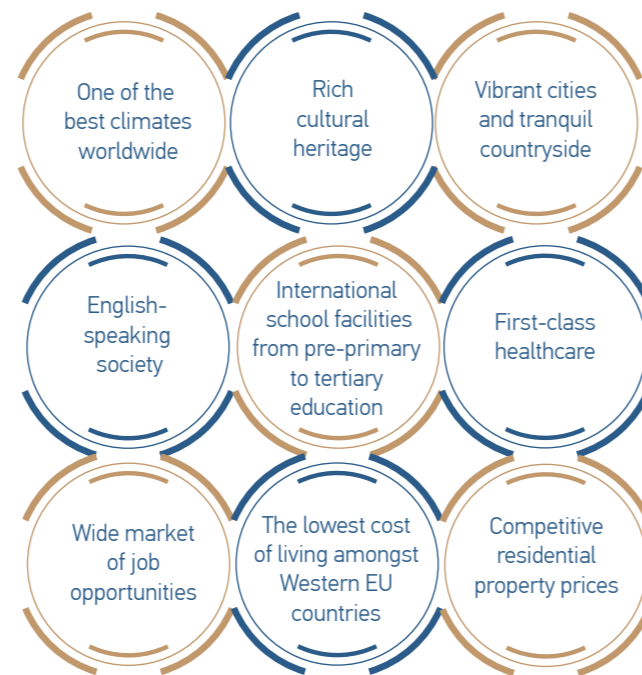 One of the
best climates
worldwide
Rich
cultural
heritage
Vibrant cities
and tranquil
countryside
English-
speaking
society
International
school facilities
from pre-primary
to tertiary
education
First-class
healthcare
Wide market
of job
opportunities
The lowest cost
of living amongst
Western EU
countries
Competitive
residential
property prices